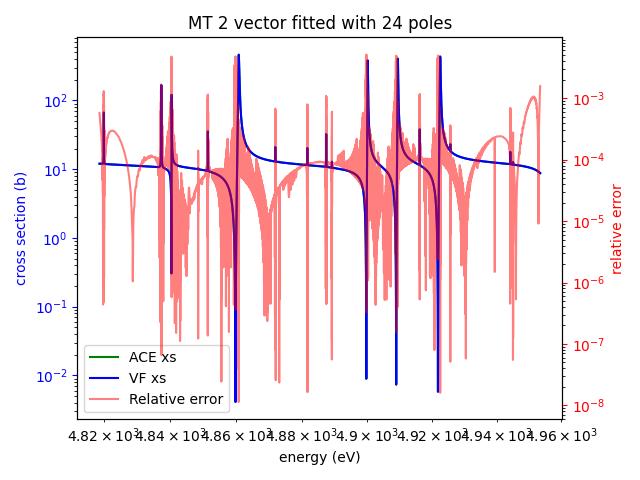 MT 2 vector fitted with 24 poles
cross section (b)
10² 10¹ 10⁰ 10⁻¹ 10⁻²
10⁻³ 10⁻⁴ 10⁻⁵ 10⁻⁶ 10⁻⁷ 10⁻⁸
relative error
ACE xs
VF xs
Relative error
4.82 × 10³ 4.84 × 10³ 4.86 × 10³ 4.88 × 10³ 4.9 × 10³ 4.92 × 10³ 4.94 × 10³ 4.96 × 10³
energy (eV)